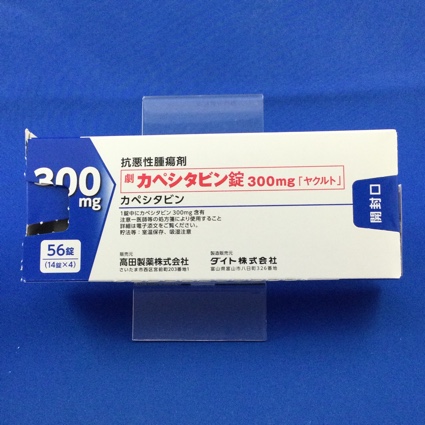 300
mg
抗悪性腫瘍剤
劇 カペシタビン錠 300mg「ヤクルト」
カペシタビン
1錠中にカペシタビン 300mg 含有
注意－医師等の処方箋により使用すること
詳細は電子添文をご覧ください。
貯法等：室温保存、吸湿注意
56錠
(14錠×4)
販売元
高田製薬株式会社
さいたま市西区宮前町203番地1
製造販売元
ダイト株式会社
富山県富山市八日町326番地
開封口